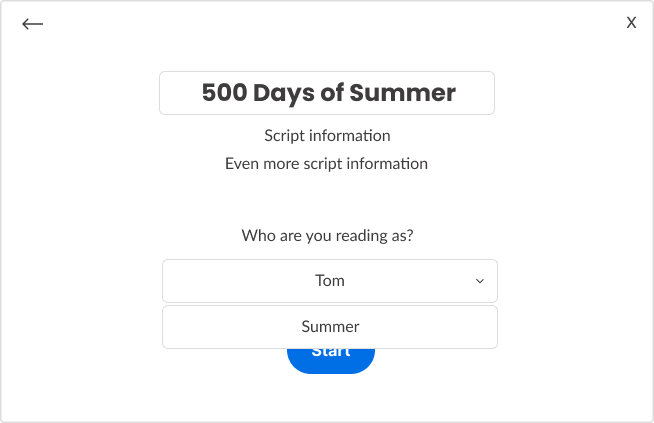 X
500 Days of Summer
Script information
Even more script information
Who are you reading as?
Tom
Summer
Start